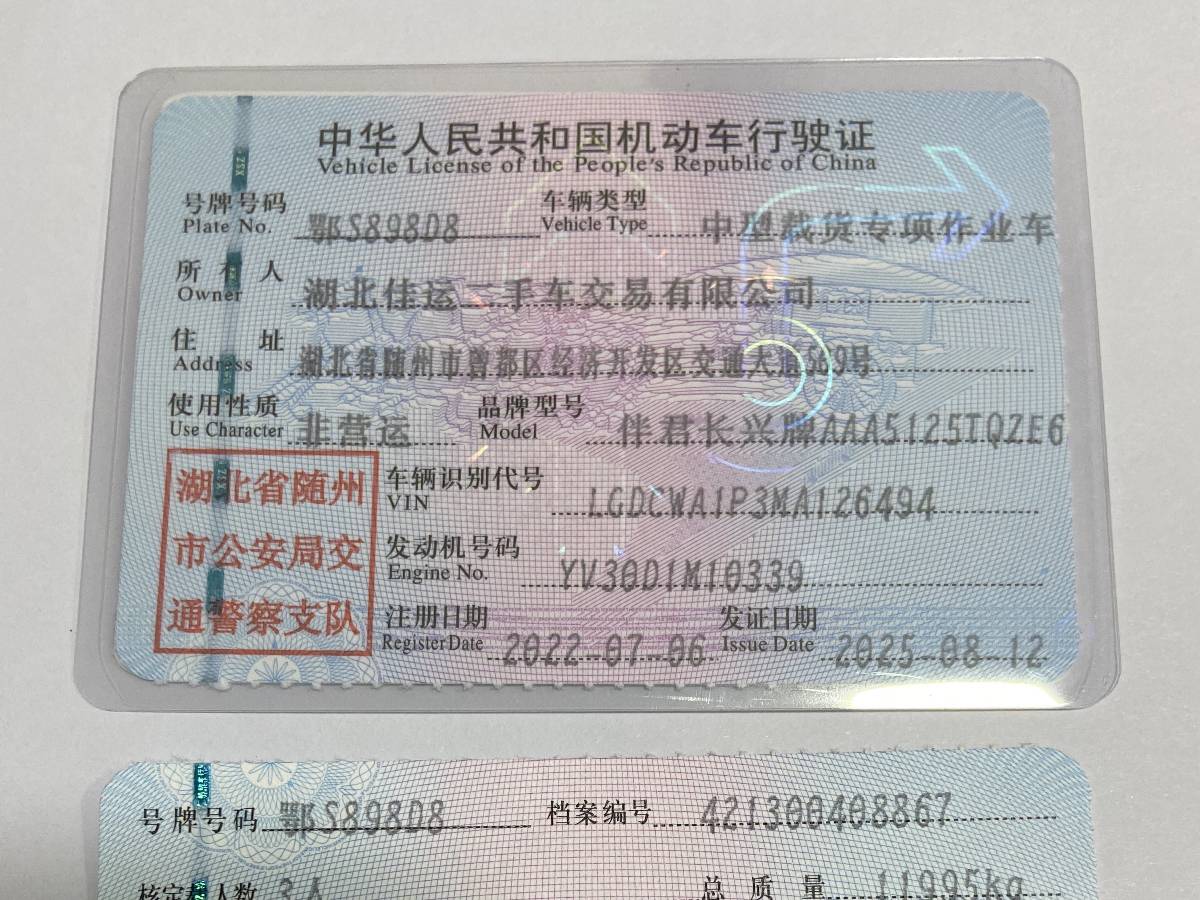 中华人民共和国机动车行驶证
Vehicle License of the People's Republic of China
号牌号码 鄂S898D8 车辆类型 中型载货专项作业车
Plate No. Vehicle Type
所有人 湖北佳运二手车交易有限公司
Owner
住址 湖北省随州市曾都区经济开发区交通大道569号
Address
使用性质 非营运 品牌型号 伴君长兴牌AAA5125TQZE6
Use Character Model
湖北省随州
市公安局交
通警察支队
车辆识别代号 LGDCWA1P3MA126494
VIN
发动机号码 YV30D1M10339
Engine No.
注册日期 2022-07-06 发证日期 2025-08-12
Register Date Issue Date
号牌号码 鄂S898D8 档案编号 421300408867
核定载人数 3人 总质量 11995kg